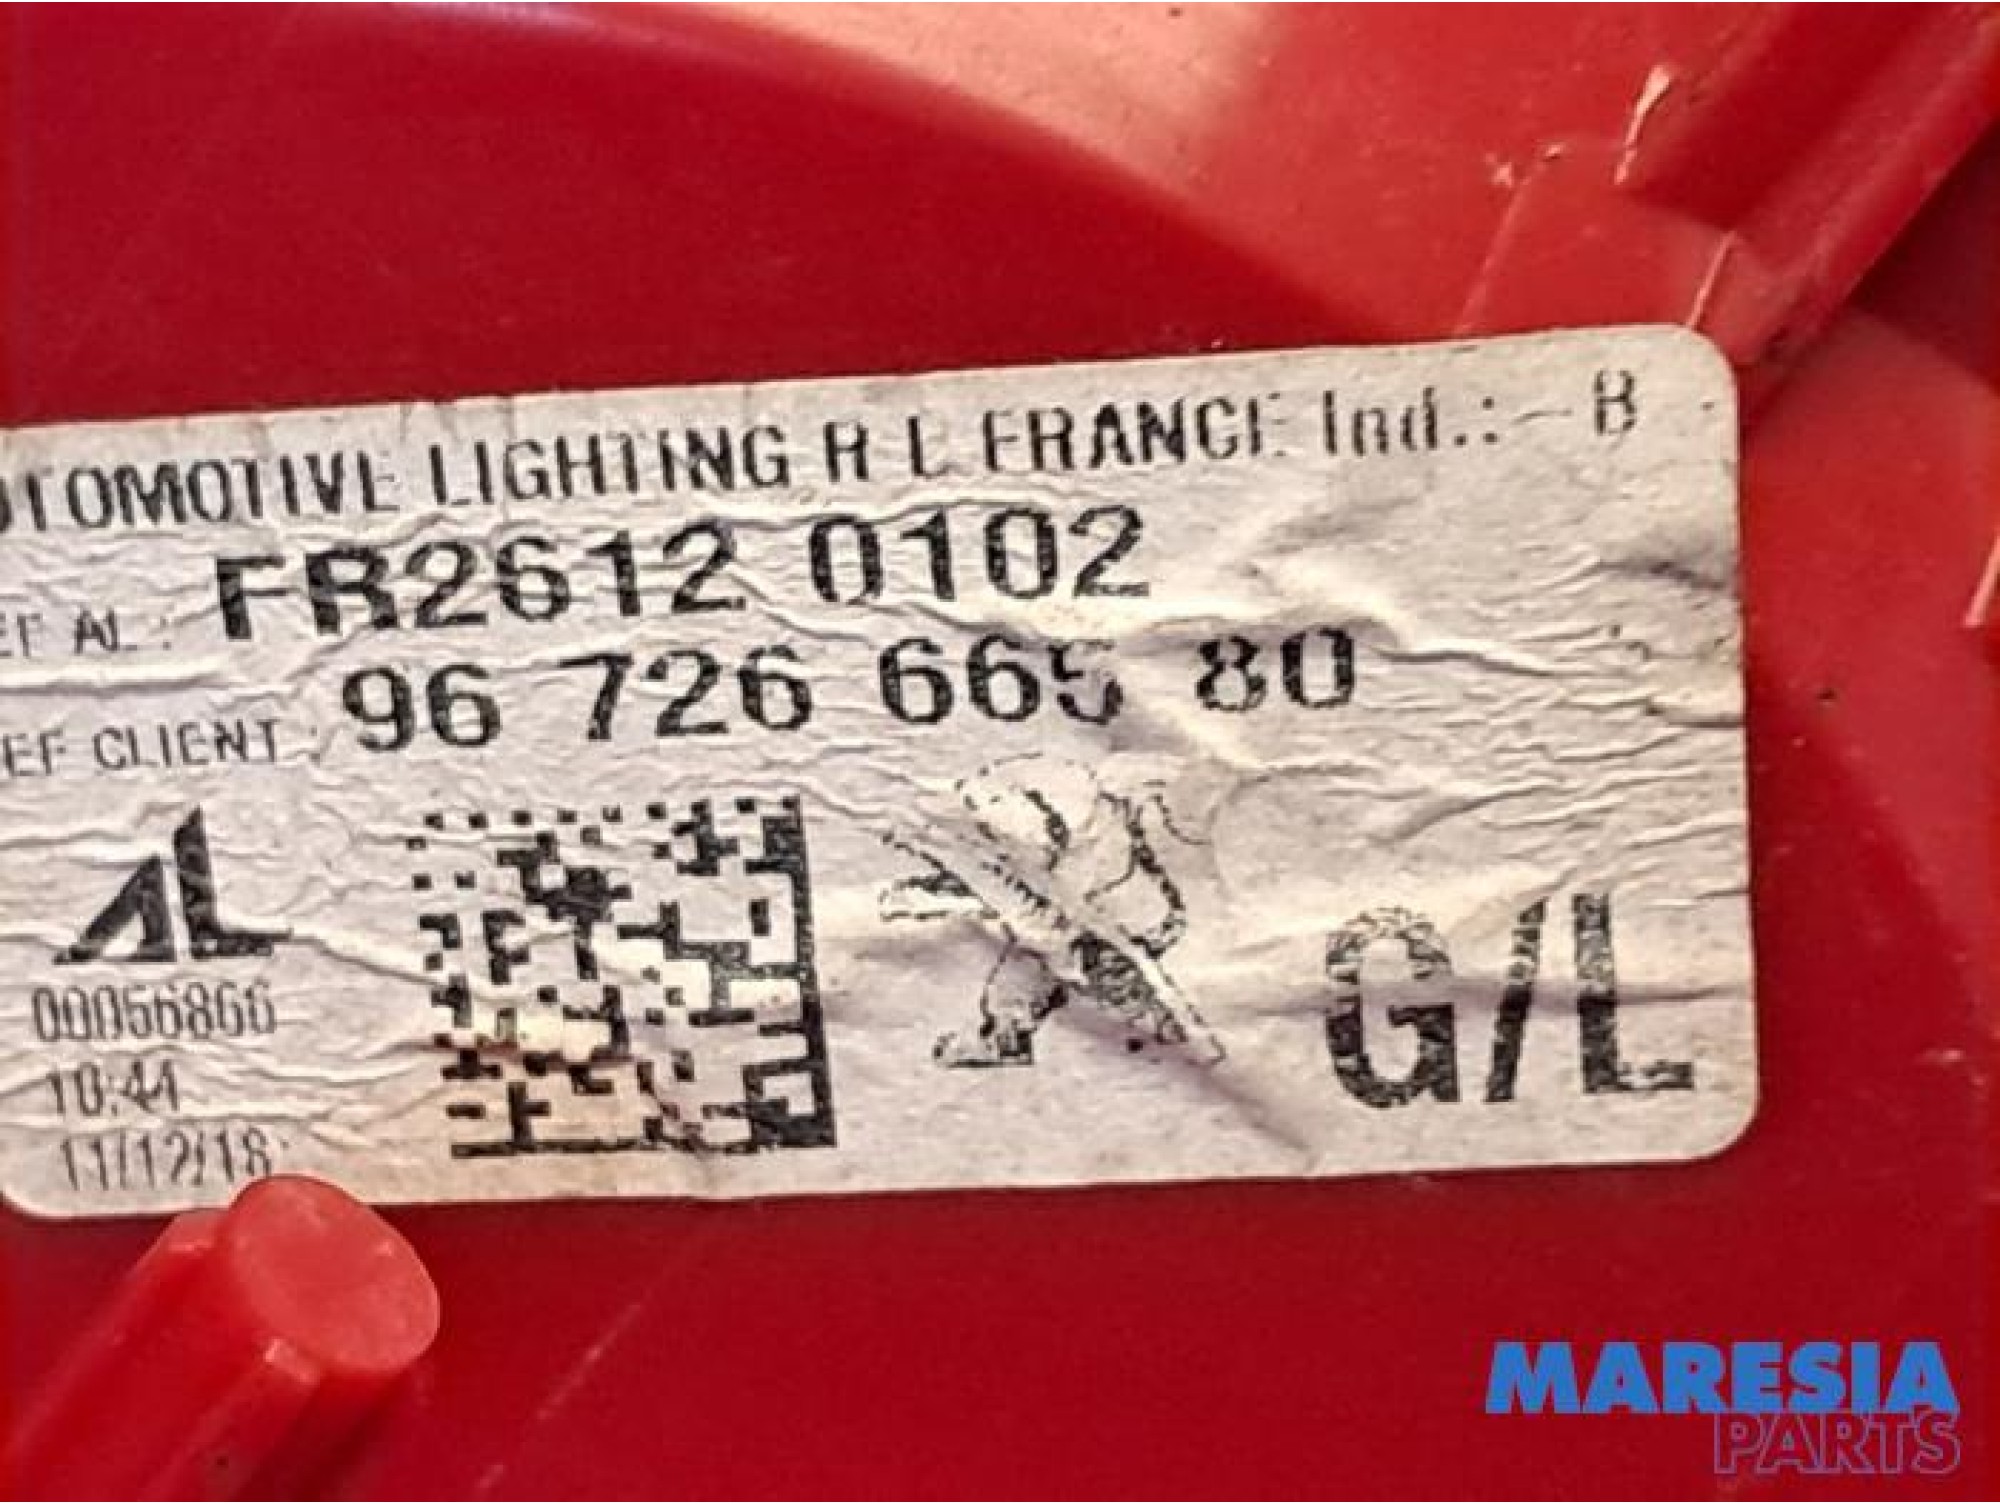 UTOMOTIVE LIGHTING R L FRANCE Ind.: - B
EF AL : FR2612 0102
EF CLIENT : 96 726 665 80
AL
00056866
10:44
11/12/18
G/L
MARESIA
PARTS